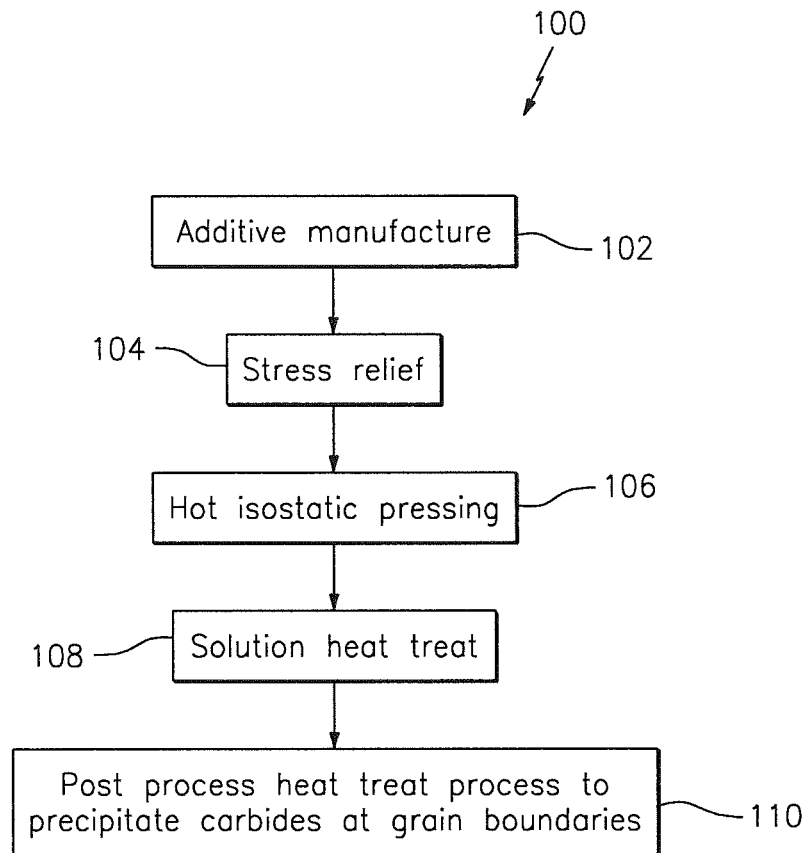 100
Additive manufacture
102
104
Stress relief
Hot isostatic pressing
106
108
Solution heat treat
Post process heat treat process to
precipitate carbides at grain boundaries
110